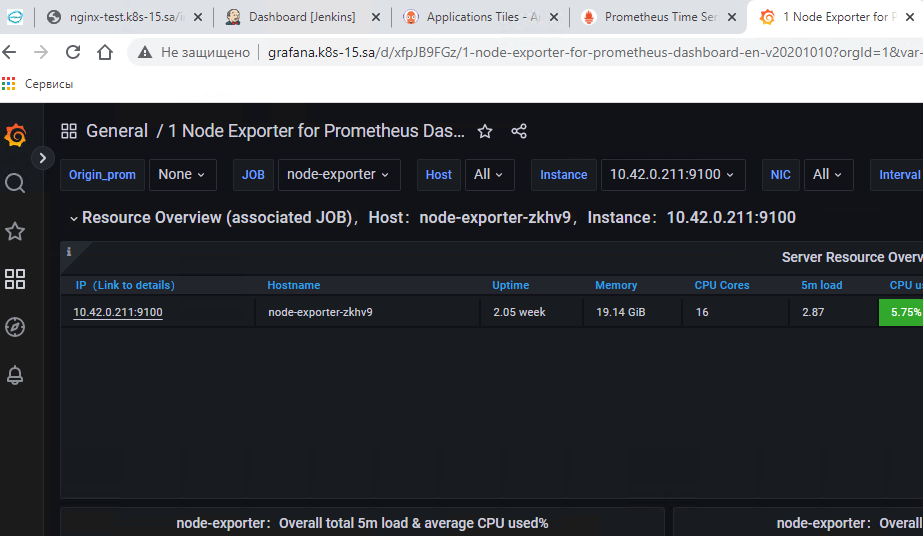 nginx-test.k8s-15.sa/i
Dashboard [Jenkins]
Applications Tiles - A
Prometheus Time Ser
1 Node Exporter for P
Не защищено
grafana.k8s-15.sa/d/xfpJB9FGz/1-node-exporter-for-prometheus-dashboard-en-v20201010?orgId=1&var-
Сервисы
General / 1 Node Exporter for Prometheus Das...
Origin_prom None JOB node-exporter Host All Instance 10.42.0.211:9100 NIC All Interval
Resource Overview (associated JOB), Host: node-exporter-zkhv9, Instance: 10.42.0.211:9100
i
Server Resource Overv
IP (Link to details) Hostname Uptime Memory CPU Cores 5m load CPU u
10.42.0.211:9100 node-exporter-zkhv9 2.05 week 19.14 GiB 16 2.87 5.75%
node-exporter: Overall total 5m load & average CPU used%
node-exporter: Overall